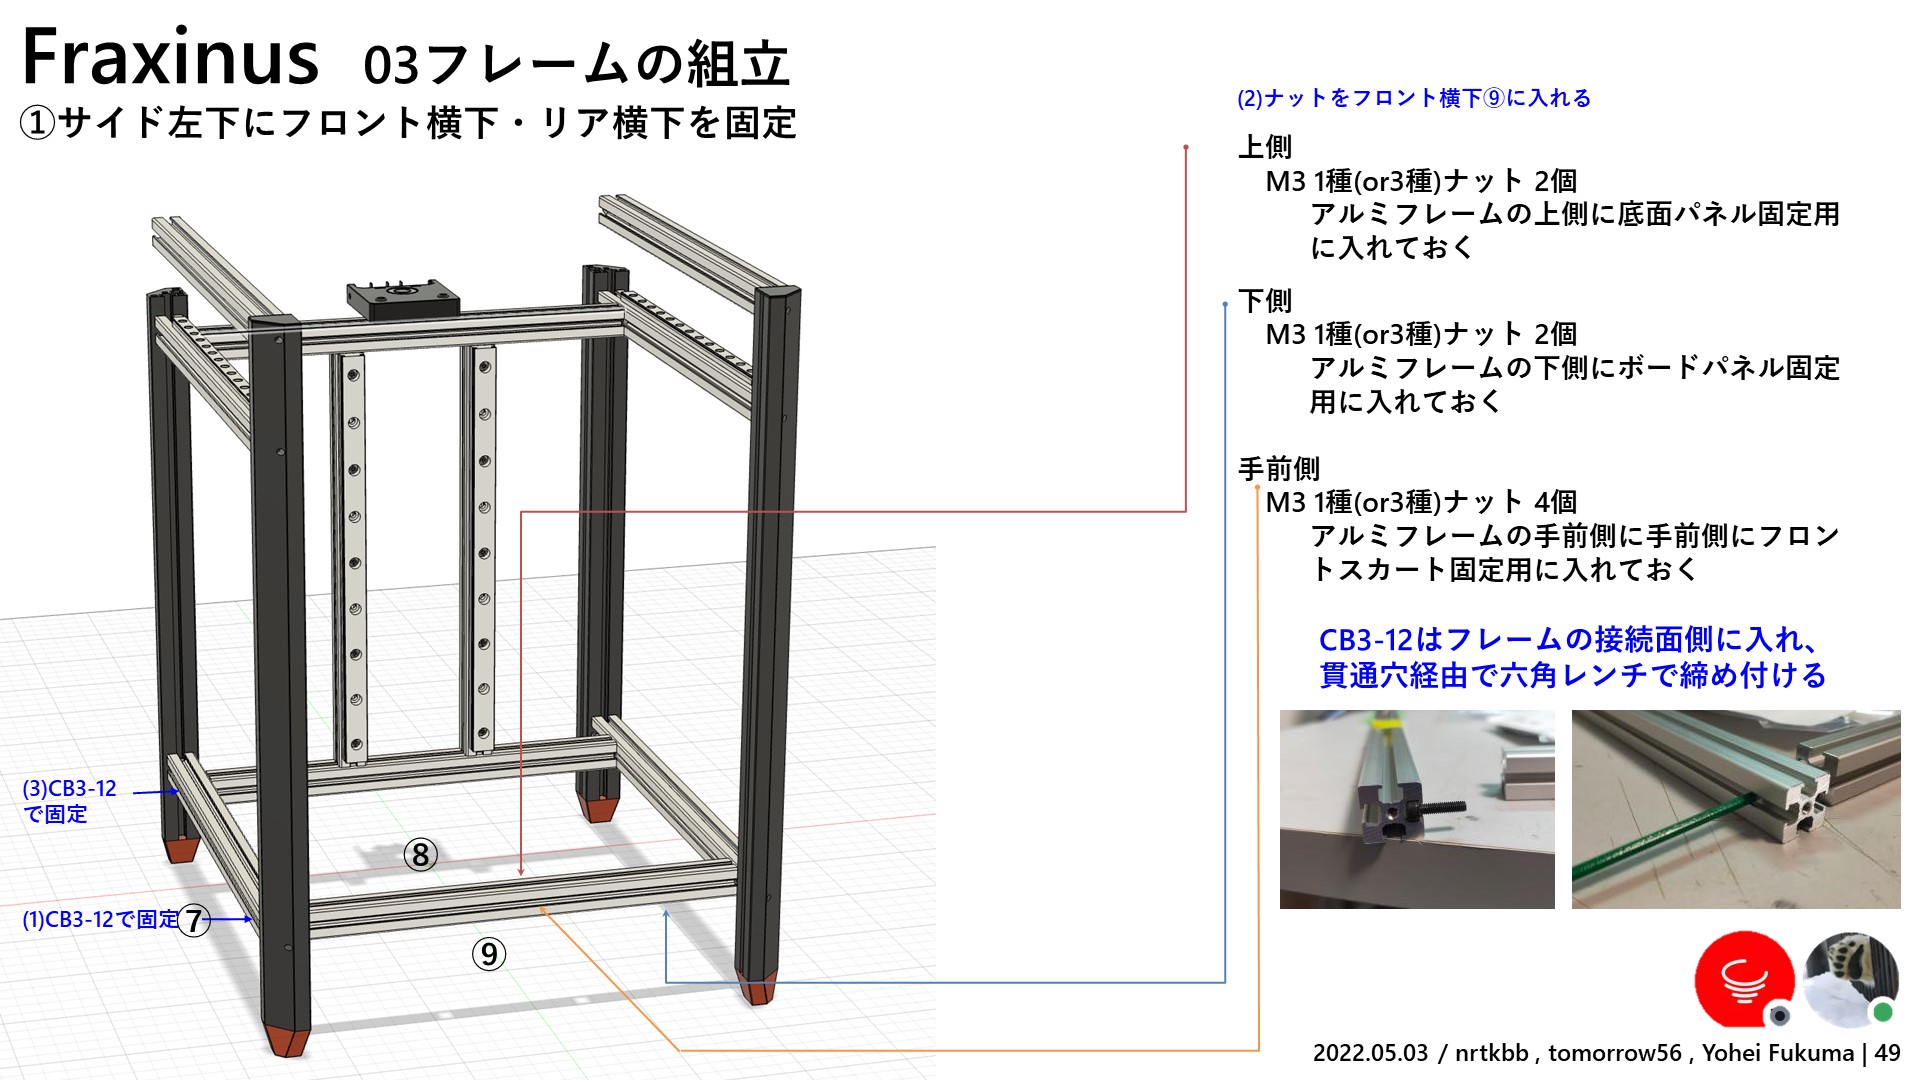 Fraxinus 03フレームの組立
①サイド左下にフロント横下・リア横下を固定
(2)ナットをフロント横下⑨に入れる
上側
M3 1種(or3種)ナット 2個
アルミフレームの上側に底面パネル固定用
に入れておく
下側
M3 1種(or3種)ナット 2個
アルミフレームの下側にボードパネル固定
用に入れておく
手前側
M3 1種(or3種)ナット 4個
アルミフレームの手前側に手前側にフロン
トスカート固定用に入れておく
CB3-12はフレームの接続面側に入れ、
貫通穴経由で六角レンチで締め付ける
(3)CB3-12
で固定
⑧
(1)CB3-12で固定
⑦
⑨
2022.05.03 / nrtkbb , tomorrow56 , Yohei Fukuma | 49